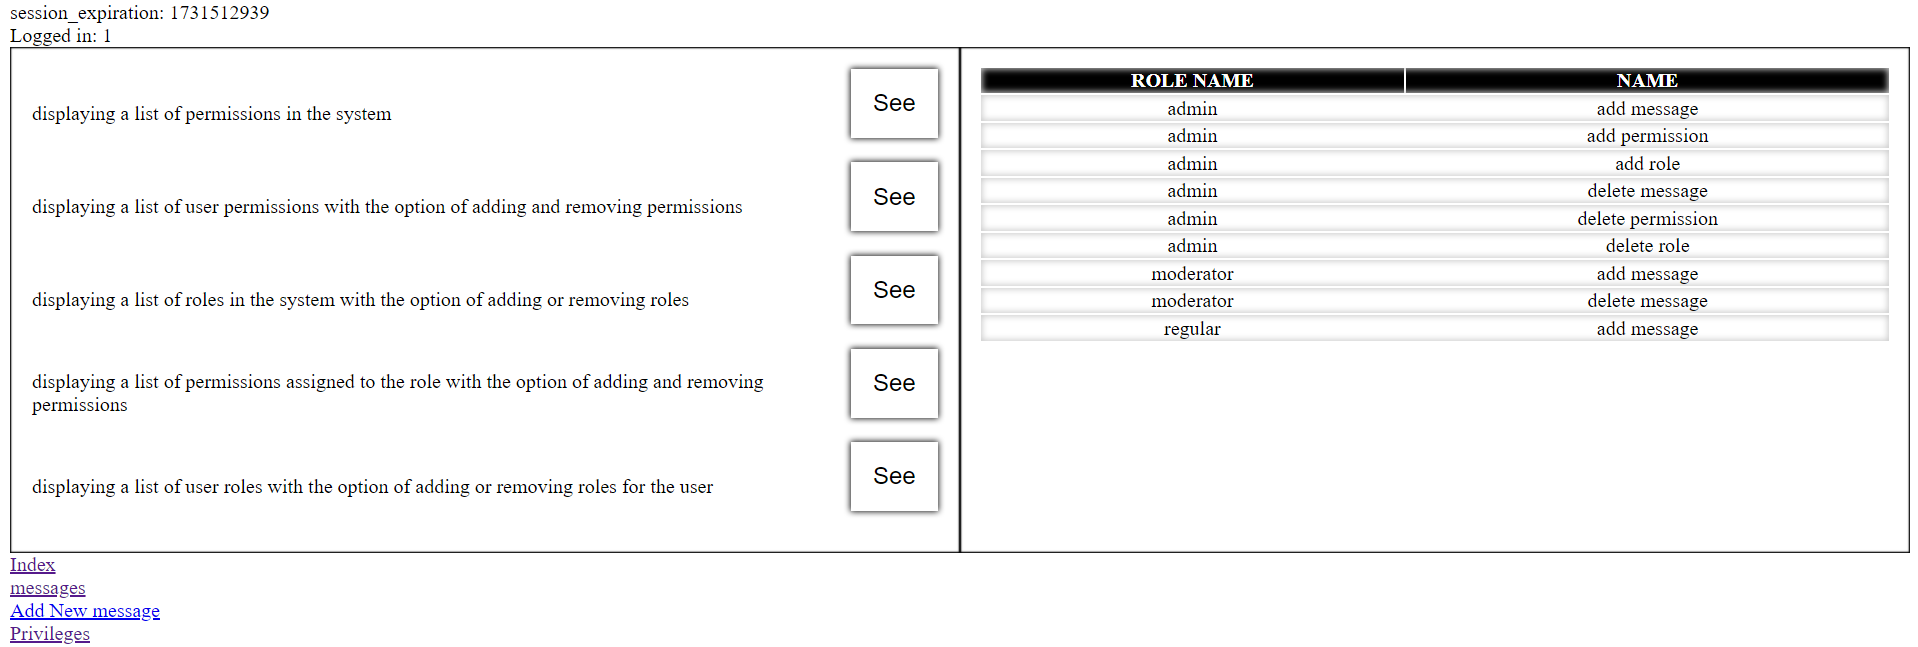 session_expiration: 1731512939
Logged in: 1
displaying a list of permissions in the system
See
displaying a list of user permissions with the option of adding and removing permissions
See
displaying a list of roles in the system with the option of adding or removing roles
See
displaying a list of permissions assigned to the role with the option of adding and removing
permissions
See
displaying a list of user roles with the option of adding or removing roles for the user
See
ROLE NAME NAME
admin add message
admin add permission
admin add role
admin delete message
admin delete permission
admin delete role
moderator add message
moderator delete message
regular add message
Index
messages
Add New message
Privileges